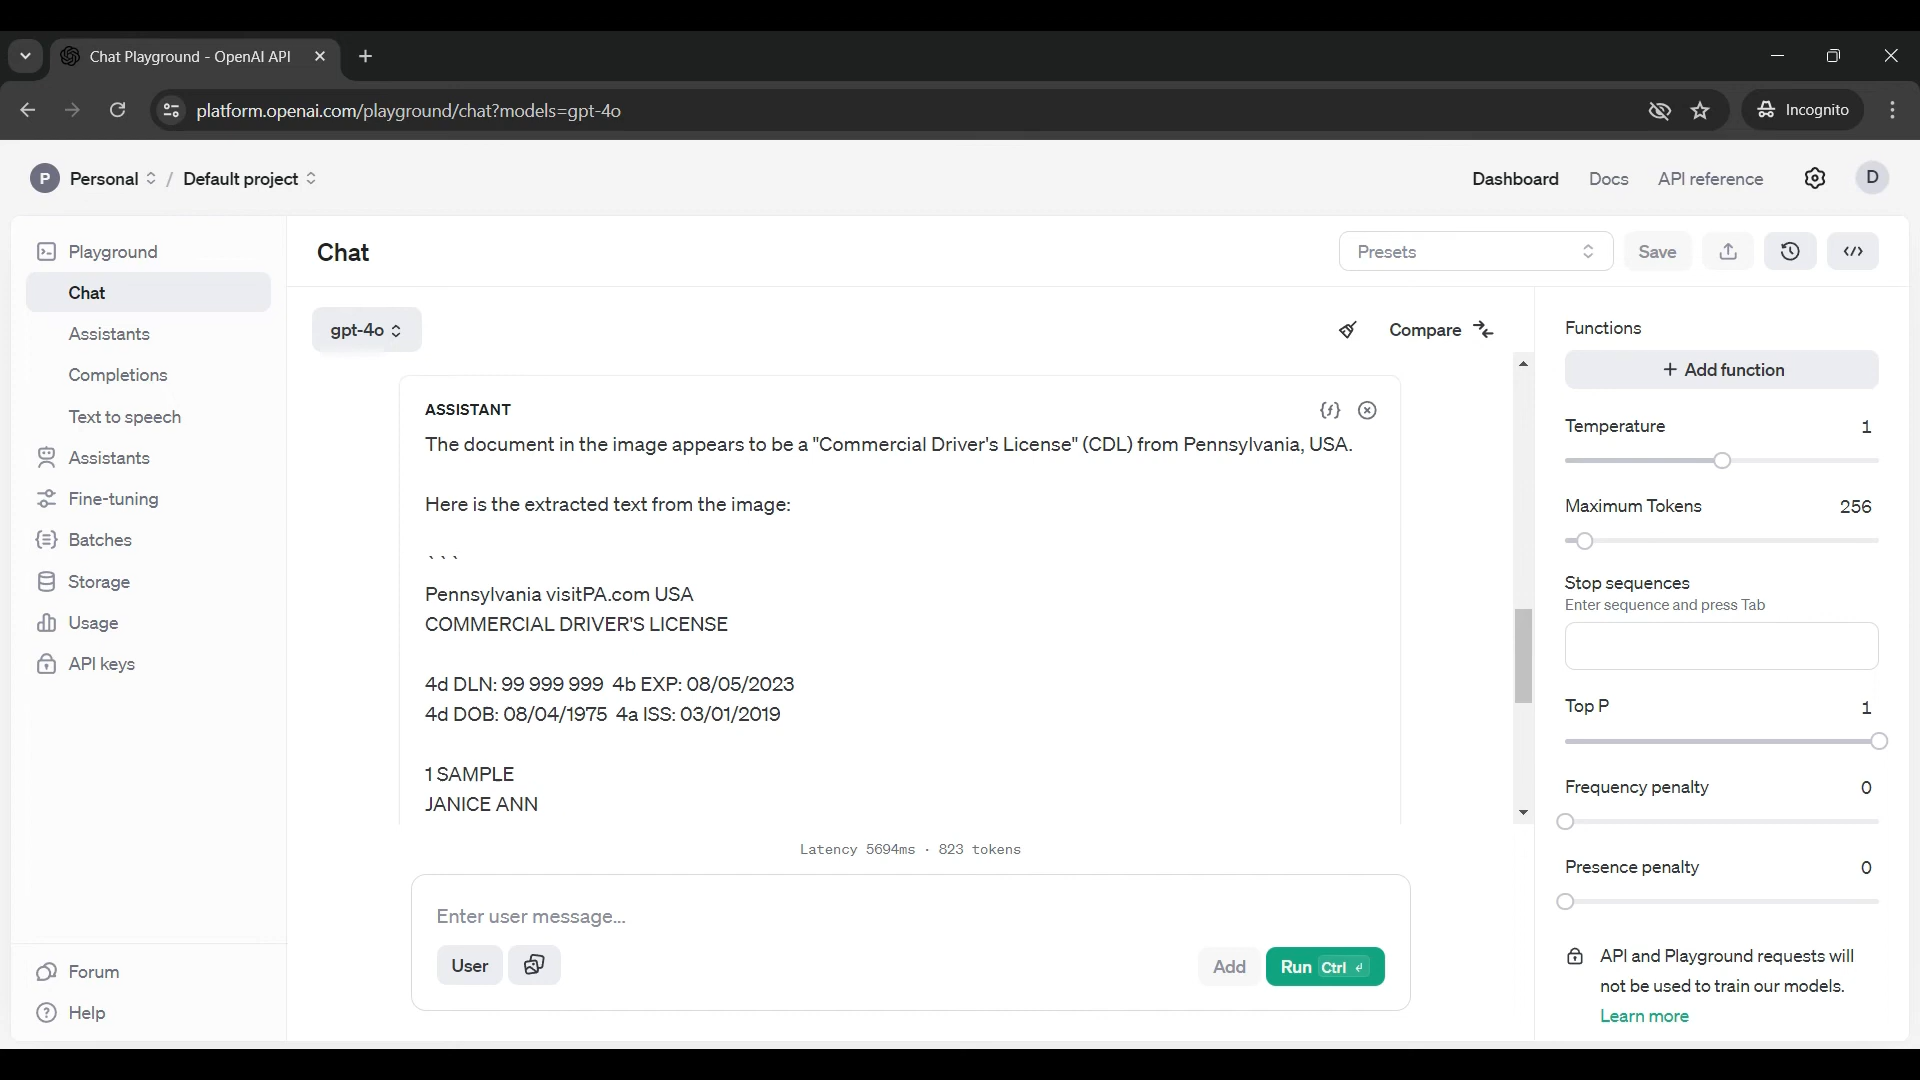 Chat Playground - OpenAI API
platform.openai.com/playground/chat?models=gpt-4o
Incognito
P Personal / Default project
Dashboard Docs API reference D
Playground
Chat
Assistants
Completions
Text to speech
Assistants
Fine-tuning
Batches
Storage
Usage
API keys
Forum
Help
Chat
Presets Save
gpt-4o
Compare
ASSISTANT
The document in the image appears to be a "Commercial Driver's License" (CDL) from Pennsylvania, USA.
Here is the extracted text from the image:
```
Pennsylvania visitPA.com USA
COMMERCIAL DRIVER'S LICENSE
4d DLN: 99 999 999 4b EXP: 08/05/2023
4d DOB: 08/04/1975 4a ISS: 03/01/2019
1 SAMPLE
JANICE ANN
Latency 5694ms · 823 tokens
Enter user message...
User
Add Run Ctrl ↵
Functions
+ Add function
Temperature 1
Maximum Tokens 256
Stop sequences
Enter sequence and press Tab
Top P 1
Frequency penalty 0
Presence penalty 0
API and Playground requests will
not be used to train our models.
Learn more